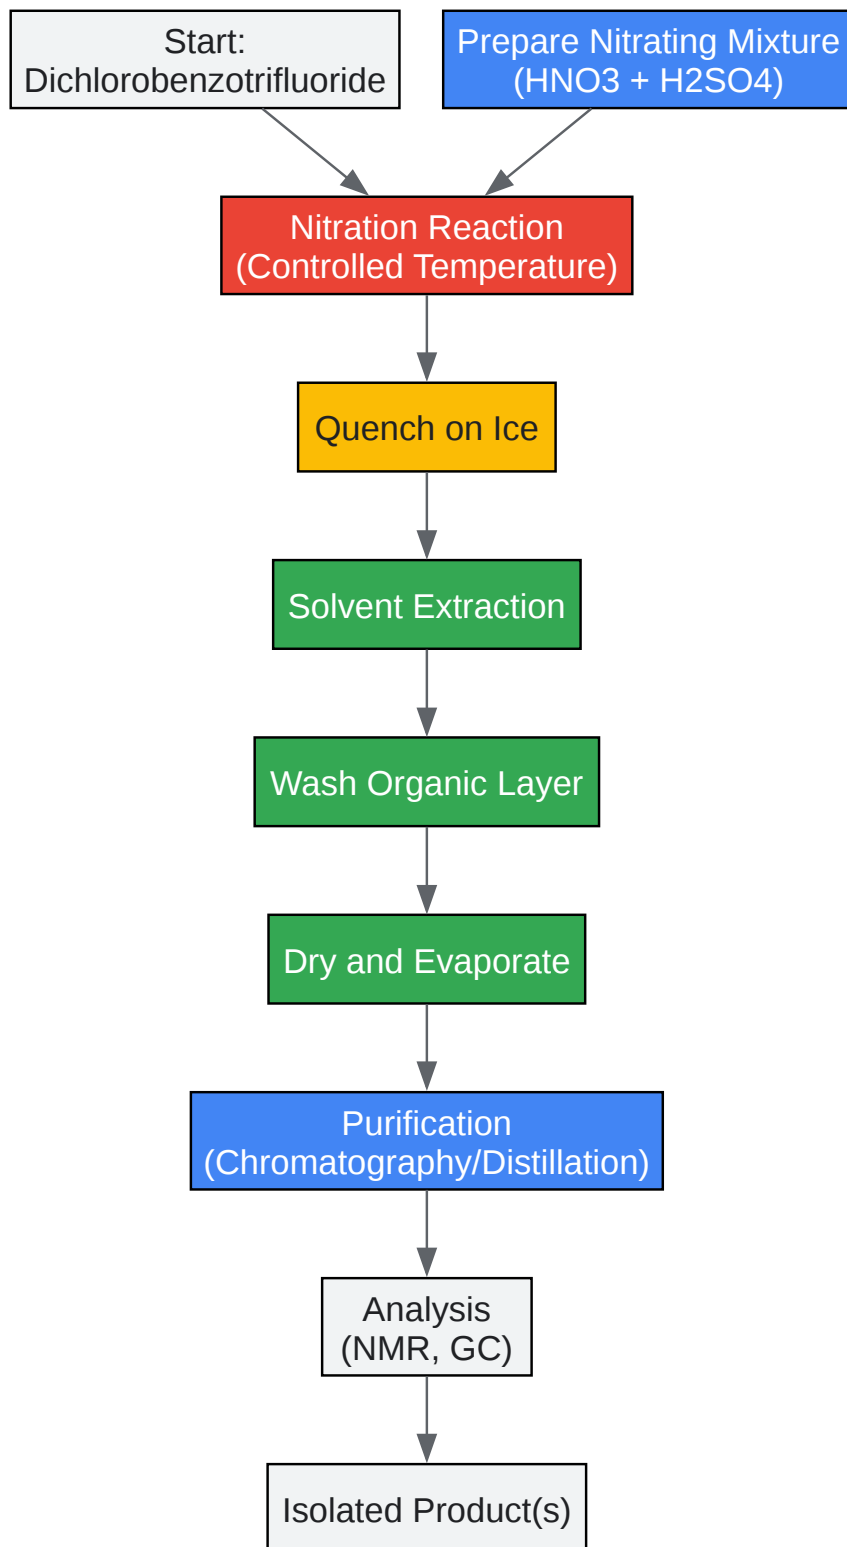 Start:
Dichlorobenzotrifluoride
Prepare Nitrating Mixture
(HNO3 + H2SO4)
Nitration Reaction
(Controlled Temperature)
Quench on Ice
Solvent Extraction
Wash Organic Layer
Dry and Evaporate
Purification
(Chromatography/Distillation)
Analysis
(NMR, GC)
Isolated Product(s)